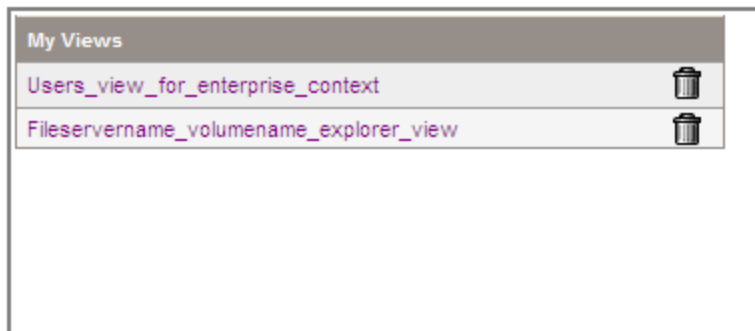 My Views
Users_view_for_enterprise_context
Fileservername_volumename_explorer_view